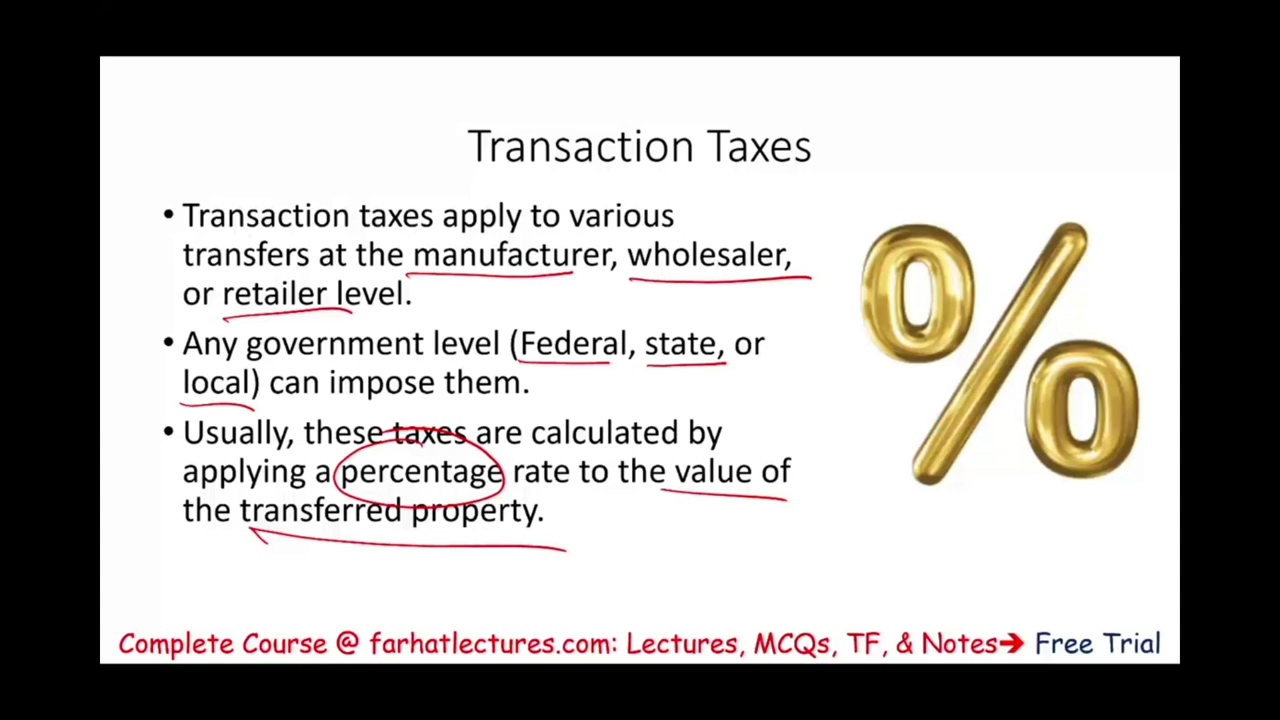 Transaction Taxes
• Transaction taxes apply to various
transfers at the manufacturer, wholesaler,
or retailer level.
• Any government level (Federal, state, or
local) can impose them.
• Usually, these taxes are calculated by
applying a percentage rate to the value of
the transferred property.
%
Complete Course @ farhatlectures.com: Lectures, MCQs, TF, & Notes➔ Free Trial